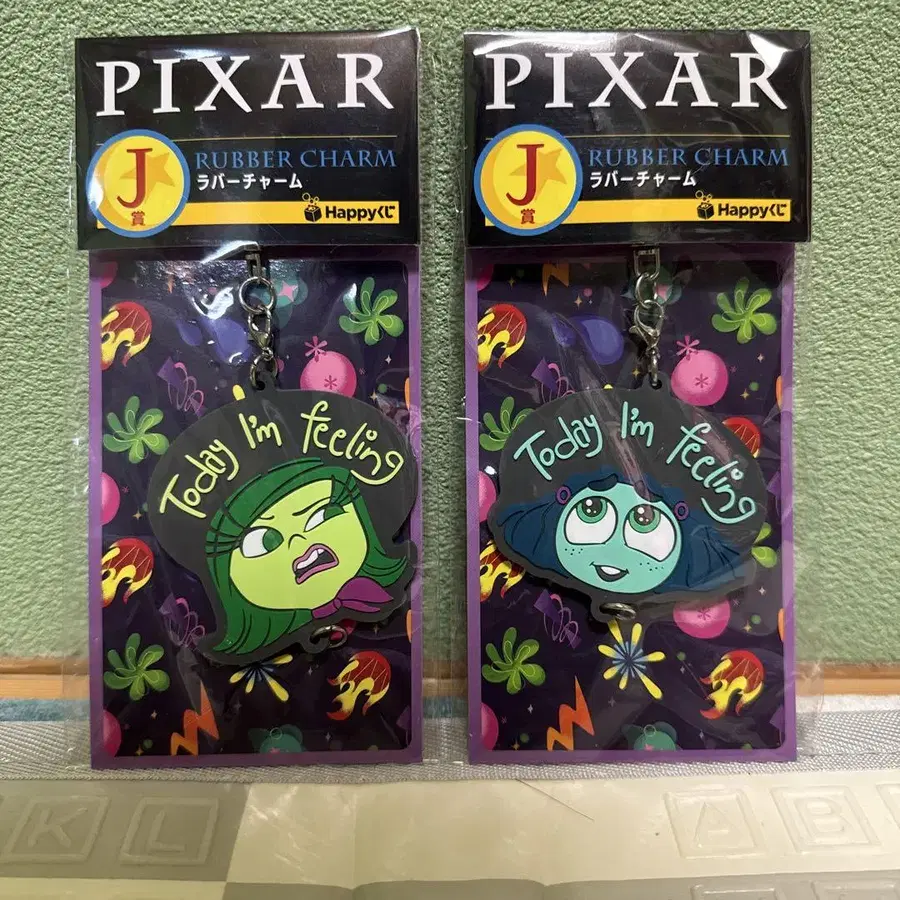 PIXAR
J
賞
RUBBER CHARM
ラバーチャーム
Happyくじ
Today I'm feeling
PIXAR
J
賞
RUBBER CHARM
ラバーチャーム
Happyくじ
Today I'm feeling
K L
A B